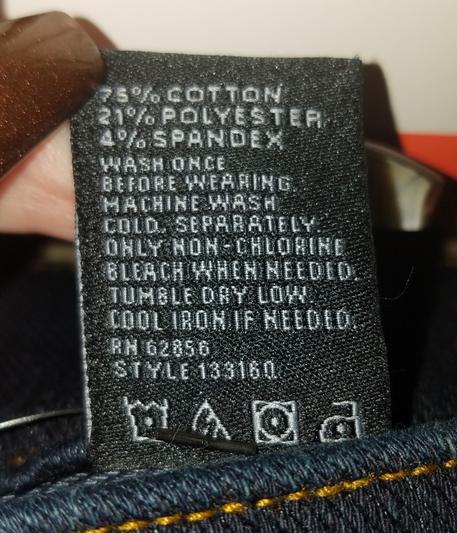 75% COTTON
21% POLYESTER
4% SPANDEX
WASH ONCE
BEFORE WEARING.
MACHINE WASH
COLD. SEPARATELY.
ONLY NON-CHLORINE
BLEACH WHEN NEEDED.
TUMBLE DRY LOW.
COOL IRON IF NEEDED.
RN 62856
STYLE 133160